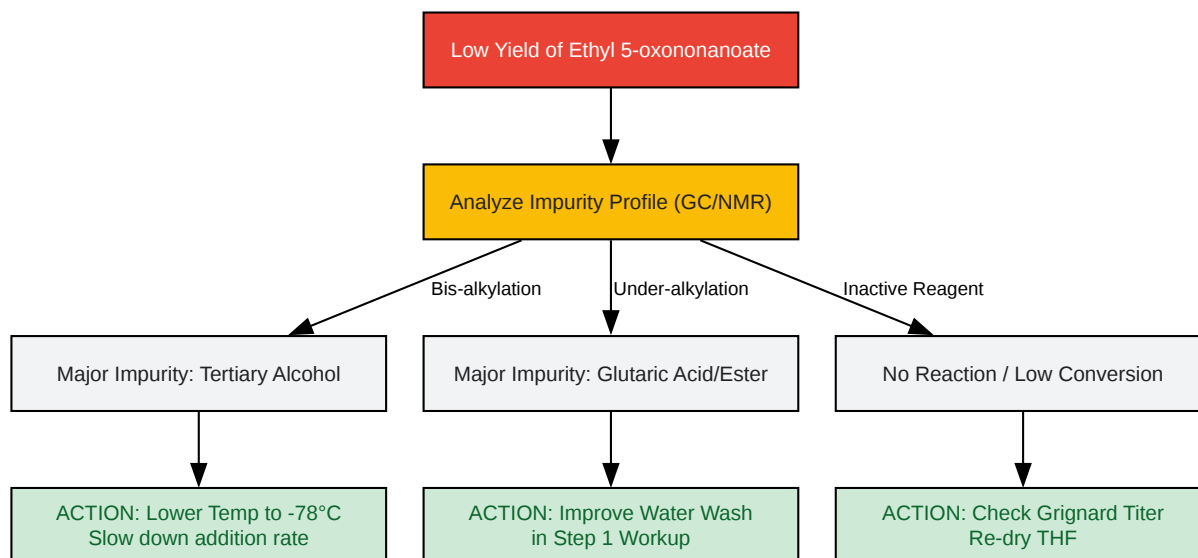 Low Yield of Ethyl 5-oxononanoate
Analyze Impurity Profile (GC/NMR)
Bis-alkylation
Under-alkylation
Inactive Reagent
Major Impurity: Tertiary Alcohol
Major Impurity: Glutaric Acid/Ester
No Reaction / Low Conversion
ACTION: Lower Temp to -78°C
Slow down addition rate
ACTION: Improve Water Wash
in Step 1 Workup
ACTION: Check Grignard Titer
Re-dry THF